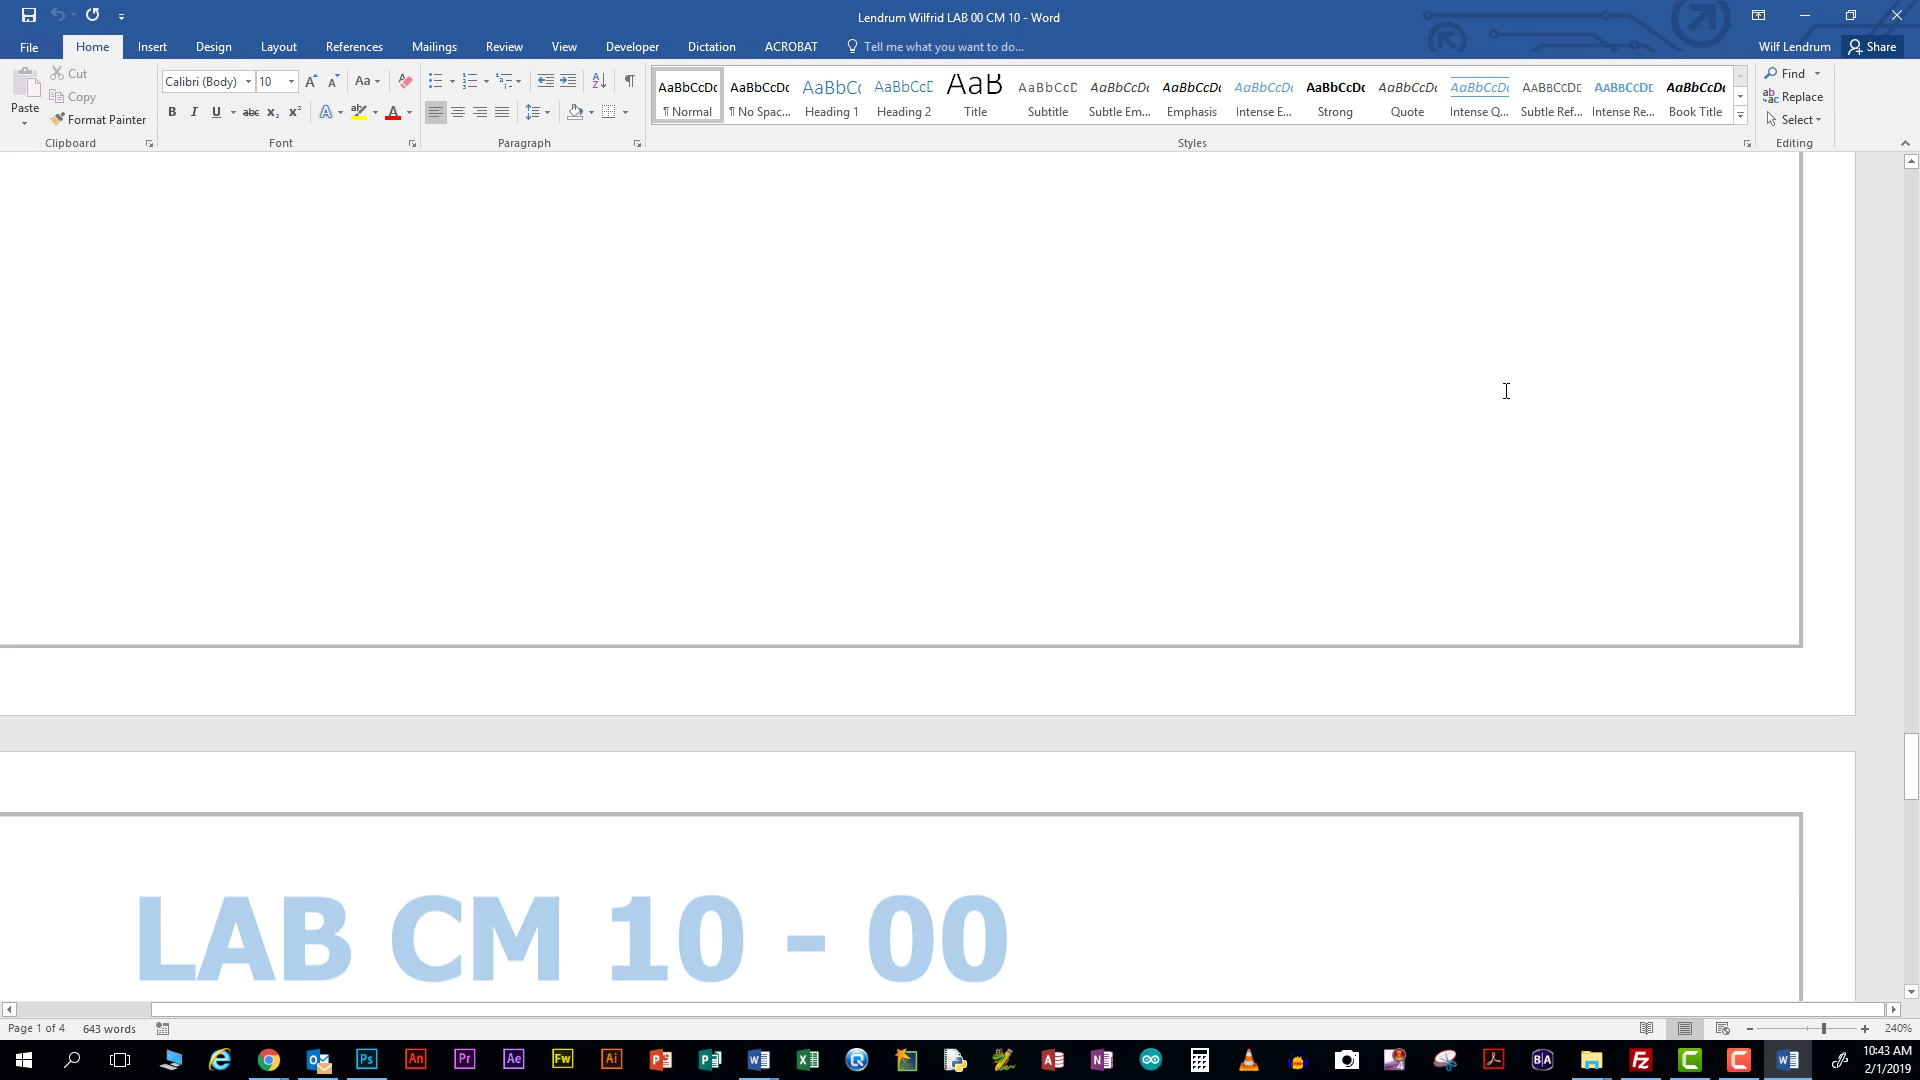 Lendrum Wilfrid LAB 00 CM 10 - Word
File Home Insert Design Layout References Mailings Review View Developer Dictation ACROBAT Tell me what you want to do... Wilf Lendrum Share
Paste
Cut
Copy
Format Painter
Clipboard
Calibri (Body) 10
Font
Paragraph
AaBbCcDc AaBbCcDc AaBbCc AaBbCcD AaB AaBbCcD AaBbCcDc AaBbCcDc AaBbCcDc AaBbCcDc AaBbCcDc AaBbCcDc AABBCCDC AABBCCDC AaBbCcDc
¶ Normal ¶ No Spac... Heading 1 Heading 2 Title Subtitle Subtle Em... Emphasis Intense E... Strong Quote Intense Q... Subtle Ref... Intense Re... Book Title
Styles
Find
Replace
Select
Editing
LAB CM 10 - 00
Page 1 of 4 643 words 240%
10:43 AM
2/1/2019